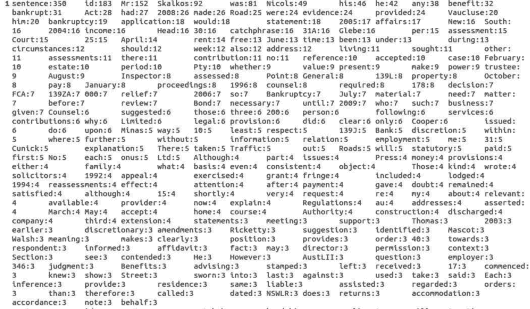 1 sentence:350 id:183 Mr:152 Skalkos:92 was:81 Nicols:49 his:46 he:42 any:38 benefit:32
bankrupt:31 Act:28 had:27 2026:26 made:26 Road:25 were:24 evidence:24 provided:24 Vaucluse:20
him:20 bankruptcy:19 application:18 would:18 statement:18 2005:17 affairs:17 New:16 South:
16 2004:16 income:16 Head:16 30:16 catchphrase:16 31A:16 Glebe:16 per:15 assessment:15
Court:15 25:15 April:14 rent:14 free:13 June:13 time:13 been:13 under:13 during:13
circumstances:12 should:12 week:12 also:12 address:12 living:11 sought:11 other:
11 assessments:11 there:11 contribution:11 no:11 reference:10 accepted:10 case:10 February:
10 estate:10 period:10 Pty:10 whether:9 value:9 present:9 make:9 power:9 trustee:
9 August:9 Inspector:8 assessed:8 Point:8 General:8 139L:8 property:8 October:
8 pay:8 January:8 proceedings:8 1996:8 counsel:8 required:8 178:8 decision:7
FCA:7 139ZA:7 000:7 relief:7 2006:7 so:7 Bankruptcy:7 July:7 material:7 need:7 matter:
7 before:7 review:7 Bond:7 necessary:7 until:7 2009:7 who:7 such:7 business:7
given:7 Counsel:6 suggested:6 those:6 three:6 200:6 person:6 following:6 services:6
contributions:6 why:6 Limited:6 legal:6 provision:6 did:6 clear:6 only:6 Cooper:6 issued:
6 do:6 upon:6 Minas:5 way:5 10:5 least:5 respect:5 139J:5 Bank:5 discretion:5 within:
5 where:5 further:5 without:5 information:5 relation:5 employment:5 me:5 31:5
Cunick:5 explanation:5 There:5 taken:5 Traffic:5 out:5 Roads:5 will:5 statutory:5 paid:5
first:5 No:5 each:5 onus:5 Ltd:5 Although:4 part:4 issues:4 Press:4 money:4 provisions:4
either:4 family:4 what:4 basis:4 even:4 consistent:4 object:4 Those:4 kind:4 wrote:4
solicitors:4 1992:4 appeal:4 exercised:4 grant:4 fringe:4 included:4 lodged:4
1994:4 reassessments:4 effect:4 attention:4 after:4 payment:4 gave:4 doubt:4 remained:4
satisfied:4 although:4 15:4 shortly:4 very:4 request:4 re:4 my:4 about:4 relevant:
4 available:4 provider:4 now:4 explain:4 Regulations:4 au:4 addresses:4 asserted:
4 March:4 May:4 accept:4 home:4 course:4 Authority:4 construction:4 discharged:4
company:4 third:4 extension:4 statements:3 meeting:3 support:3 Thomas:3 2003:3
earlier:3 discretionary:3 amendments:3 Ricketty:3 suggestion:3 identified:3 Mascot:3
Walsh:3 meaning:3 makes:3 clearly:3 position:3 provides:3 order:3 40:3 towards:3
respondent:3 informed:3 affidavit:3 fact:3 may:3 director:3 permission:3 context:3
Section:3 see:3 contended:3 He:3 However:3 AustLII:3 question:3 employer:3
346:3 judgment:3 Benefits:3 advising:3 stamped:3 left:3 received:3 17:3 commenced:
3 knew:3 show:3 Street:3 sworn:3 into:3 last:3 against:3 used:3 take:3 said:3 Each:3
inference:3 provide:3 residence:3 same:3 liable:3 assisted:3 regarded:3 orders:
3 than:3 therefore:3 called:3 dated:3 NSWLR:3 does:3 returns:3 accommodation:3
accordance:3 note:3 behalf:3